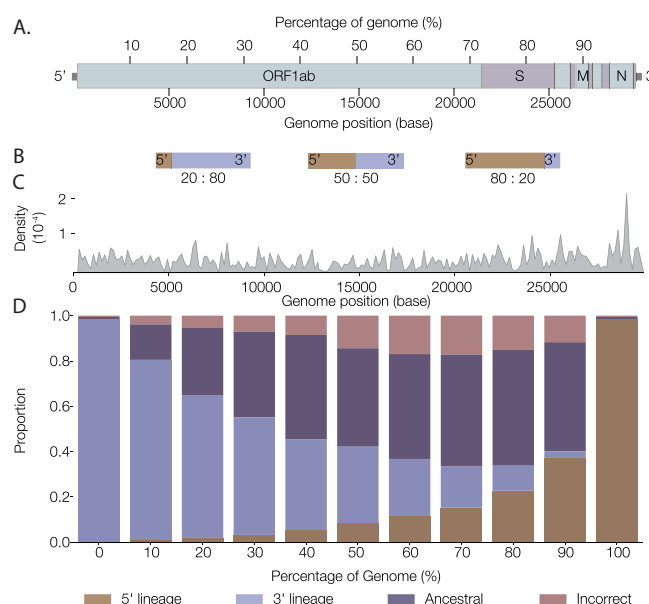 Percentage of genome (%)
A.
10 20 30 40 50 60 70 80 90
5' ORF1ab S M N
5000 10000 15000 20000 25000
Genome position (base)
B
5' 3' 5' 3' 5' 3'
20 : 80 50 : 50 80 : 20
C
Density
(10⁻⁴)
2
1
0 5000 10000 15000 20000 25000
Genome position (base)
D
Proportion
1.0
0.8
0.6
0.4
0.2
0.0
0 10 20 30 40 50 60 70 80 90 100
Percentage of Genome (%)
5' lineage 3' lineage Ancestral Incorrect